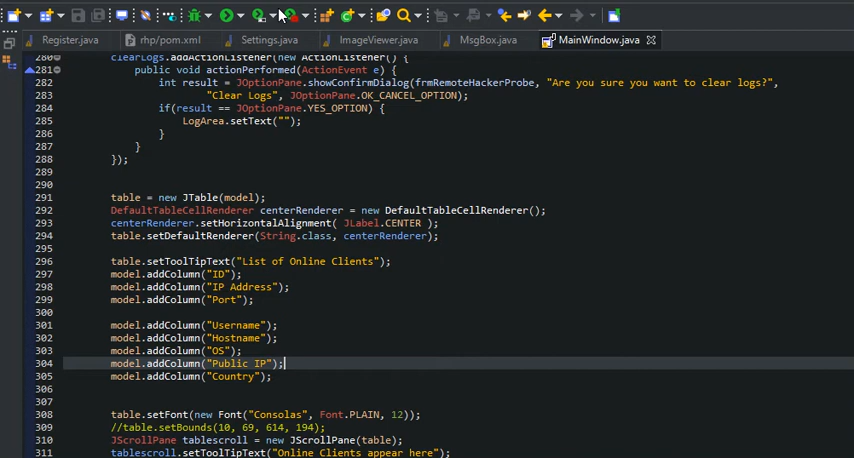 Register.java
rhp/pom.xml
Settings.java
ImageViewer.java
MsgBox.java
MainWindow.java
280 clearLogs.addActionListener(new ActionListener() {
281 public void actionPerformed(ActionEvent e) {
282 int result = JOptionPane.showConfirmDialog(frmRemoteHackerProbe, "Are you sure you want to clear logs?",
283 "Clear Logs", JOptionPane.OK_CANCEL_OPTION);
284 if(result == JOptionPane.YES_OPTION) {
285 LogArea.setText("");
286 }
287 }
288 });
289
290
291 table = new JTable(model);
292 DefaultTableCellRenderer centerRenderer = new DefaultTableCellRenderer();
293 centerRenderer.setHorizontalAlignment( JLabel.CENTER );
294 table.setDefaultRenderer(String.class, centerRenderer);
295
296 table.setToolTipText("List of Online Clients");
297 model.addColumn("ID");
298 model.addColumn("IP Address");
299 model.addColumn("Port");
300
301 model.addColumn("Username");
302 model.addColumn("Hostname");
303 model.addColumn("OS");
304 model.addColumn("Public IP");
305 model.addColumn("Country");
306
307
308 table.setFont(new Font("Consolas", Font.PLAIN, 12));
309 //table.setBounds(10, 69, 614, 194);
310 JScrollPane tablescroll = new JScrollPane(table);
311 tablescroll.setToolTipText("Online Clients appear here");